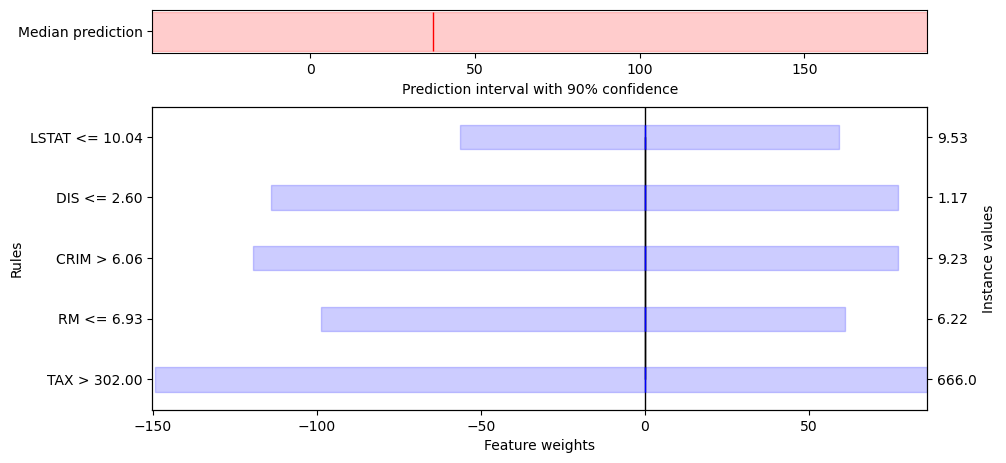 Median prediction
0 50 100 150
Prediction interval with 90% confidence
LSTAT <= 10.04 9.53
DIS <= 2.60 1.17
CRIM > 6.06 9.23
RM <= 6.93 6.22
TAX > 302.00 666.0
Rules
Instance values
−150 −100 −50 0 50
Feature weights